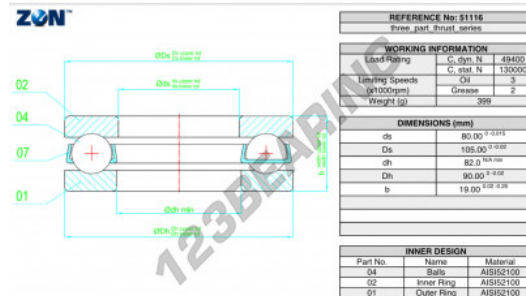 ZEN™
REFERENCE No: 51116
three_part_thrust_series
WORKING INFORMATION
Load Rating
C, dyn. N 49400
C, stat. N 130000
Limiting Speeds (x1000rpm)
Oil 3
Grease 2
Weight (g) 399
DIMENSIONS (mm)
ds 80.00
Ds 105.00
dh 82.0
Dh 90.00
b 19.00
INNER DESIGN
Part No. Name Material
04 Balls AISI52100
02 Inner Ring AISI52100
01 Outer Ring AISI52100
ØDs
Øds
02
04
07
01
b
Ødh min
ØDh
123BEARING